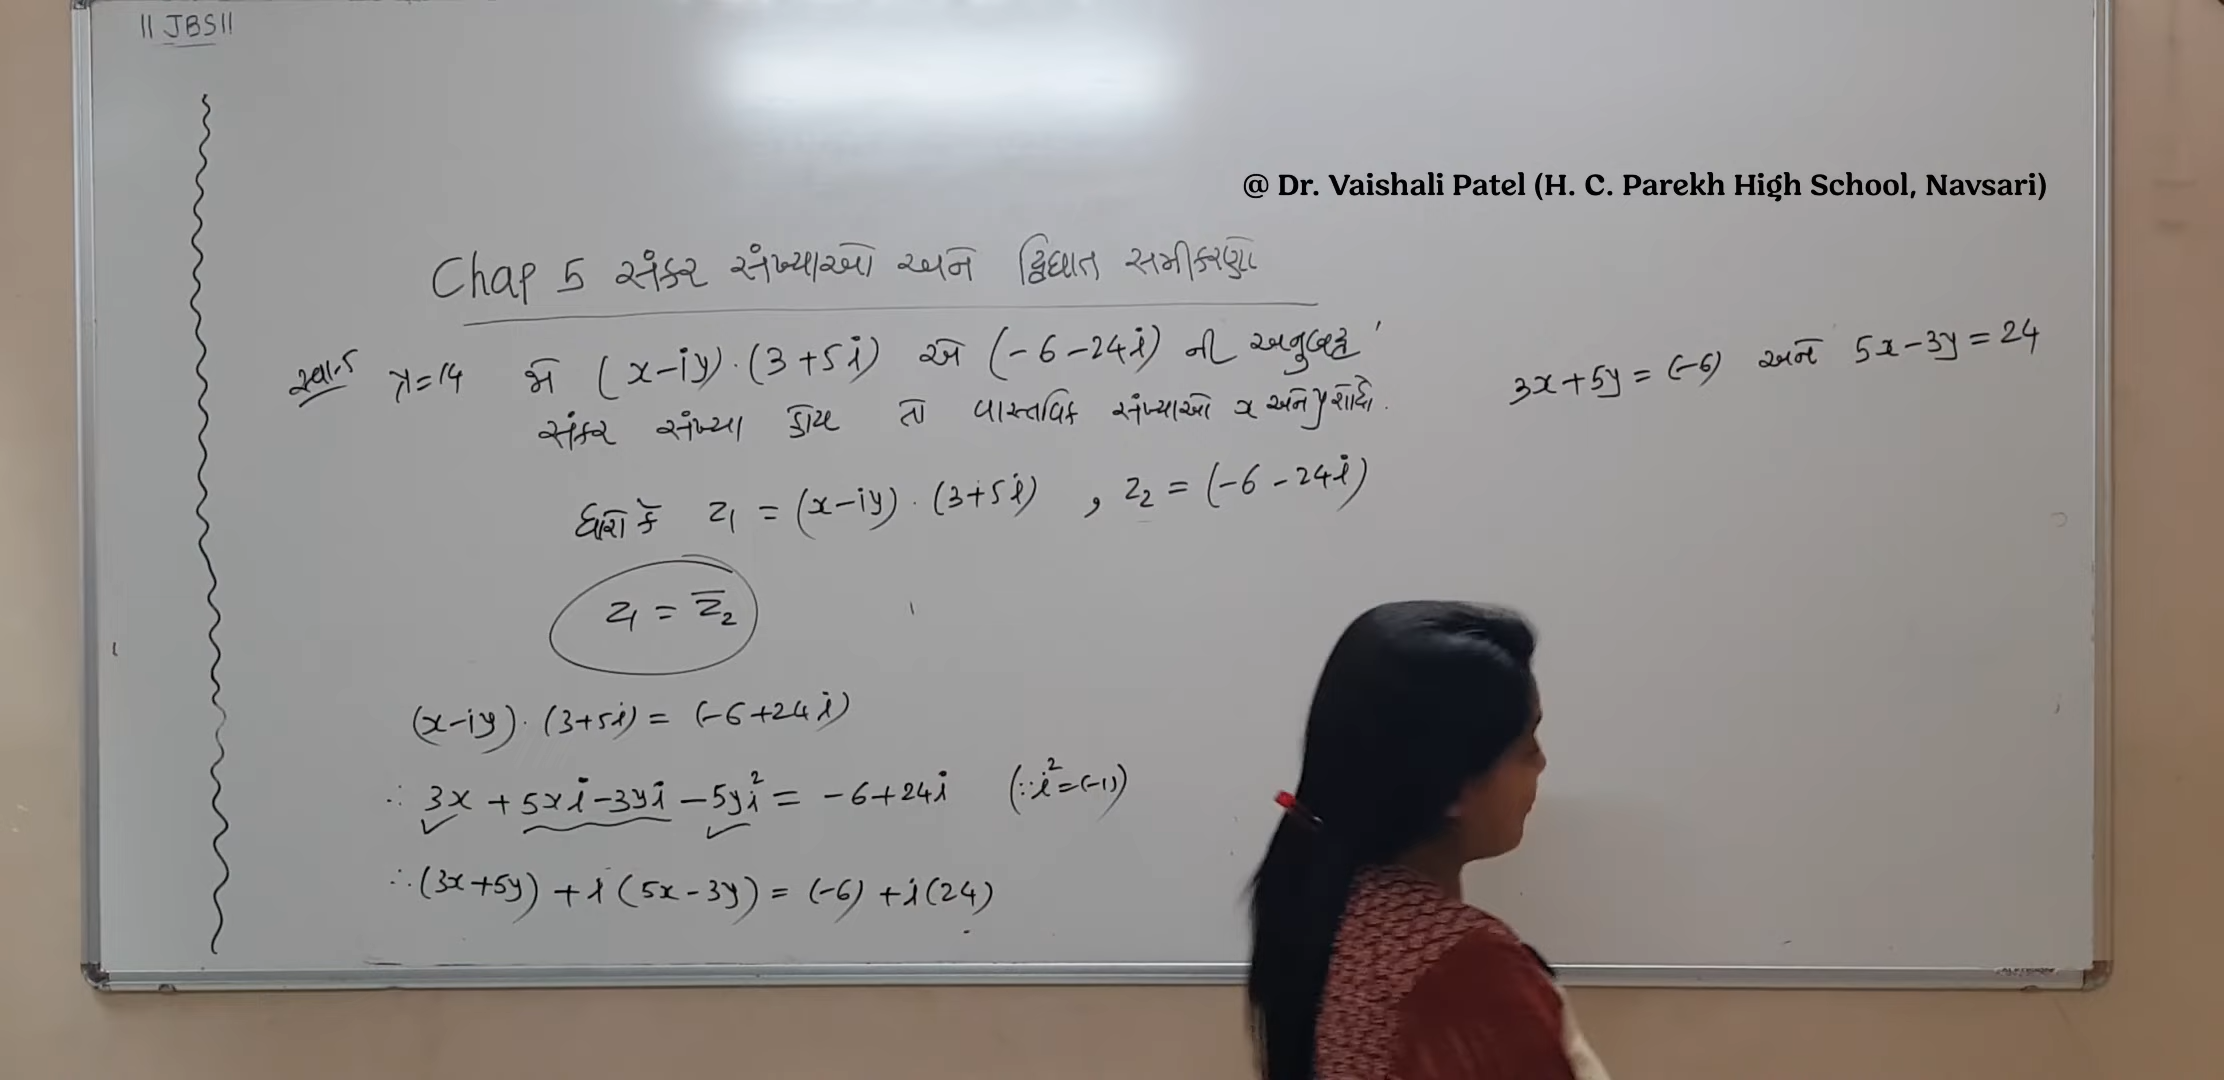 || JBS ||
@ Dr. Vaishali Patel (H. C. Parekh High School, Navsari)
Chap 5 સંકર સંખ્યાઓ અને દ્વિઘાત સમીકરણો
સ્વા.5 λ=14 જો (x-iy)·(3+5i) એ (-6-24i) ની અનુબદ્ધ
સંકર સંખ્યા હોય તો વાસ્તવિક સંખ્યાઓ x અને y શોધો.
ધારો કે z₁ = (x-iy)·(3+5i) , z₂ = (-6-24i)
z₁ = z̅₂
(x-iy)·(3+5i) = (-6+24i)
∴ 3x + 5xi - 3yi - 5yi² = -6+24i (∵ i² = (-1))
∴ (3x+5y) + i(5x-3y) = (-6) + i(24)
3x+5y = (-6) અને 5x-3y = 24